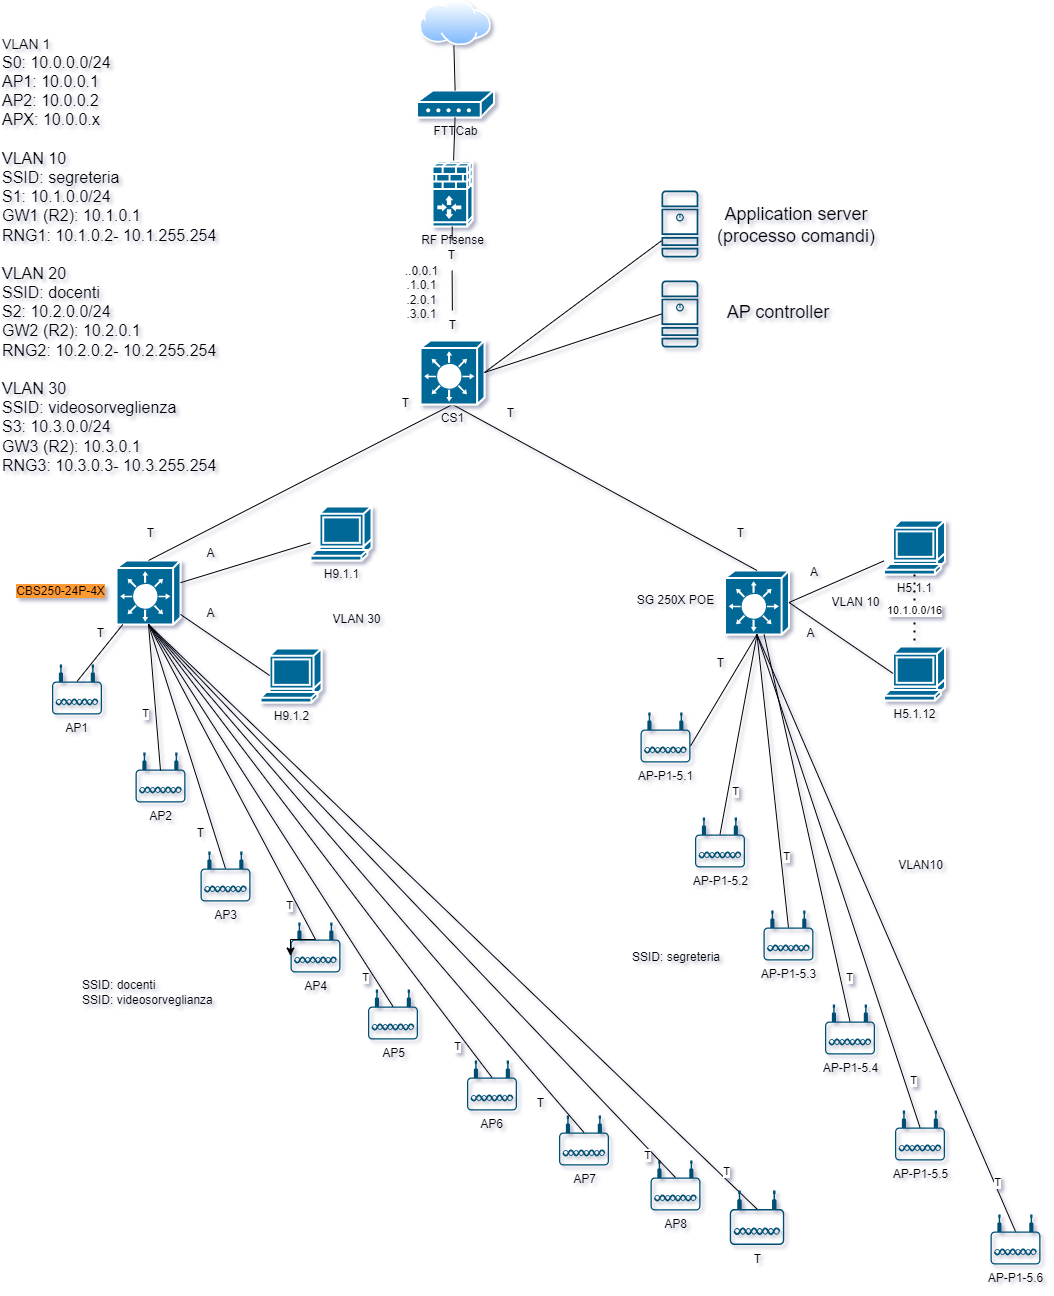 VLAN 1
S0: 10.0.0.0/24
AP1: 10.0.0.1
AP2: 10.0.0.2
APX: 10.0.0.x
VLAN 10
SSID: segreteria
S1: 10.1.0.0/24
GW1 (R2): 10.1.0.1
RNG1: 10.1.0.2- 10.1.255.254
VLAN 20
SSID: docenti
S2: 10.2.0.0/24
GW2 (R2): 10.2.0.1
RNG2: 10.2.0.2- 10.2.255.254
VLAN 30
SSID: videosorveglienza
S3: 10.3.0.0/24
GW3 (R2): 10.3.0.1
RNG3: 10.3.0.3- 10.3.255.254
FTTCab
RF Pfsense
T
..0.0.1
.1.0.1
.2.0.1
.3.0.1
T
Application server
(processo comandi)
AP controller
CS1
T
T
T
A
H9.1.1
CBS250-24P-4X
A
VLAN 30
T
H9.1.2
AP1
T
AP2
T
AP3
T
AP4
SSID: docenti
SSID: videosorveglianza
T
AP5
T
AP6
T
AP7
T
AP8
T
T
T
SG 250X POE
A
H5.1.1
VLAN 10
10.1.0.0/16
A
H5.1.12
T
AP-P1-5.1
T
AP-P1-5.2
T
VLAN10
SSID: segreteria
AP-P1-5.3
T
AP-P1-5.4
T
AP-P1-5.5
T
AP-P1-5.6